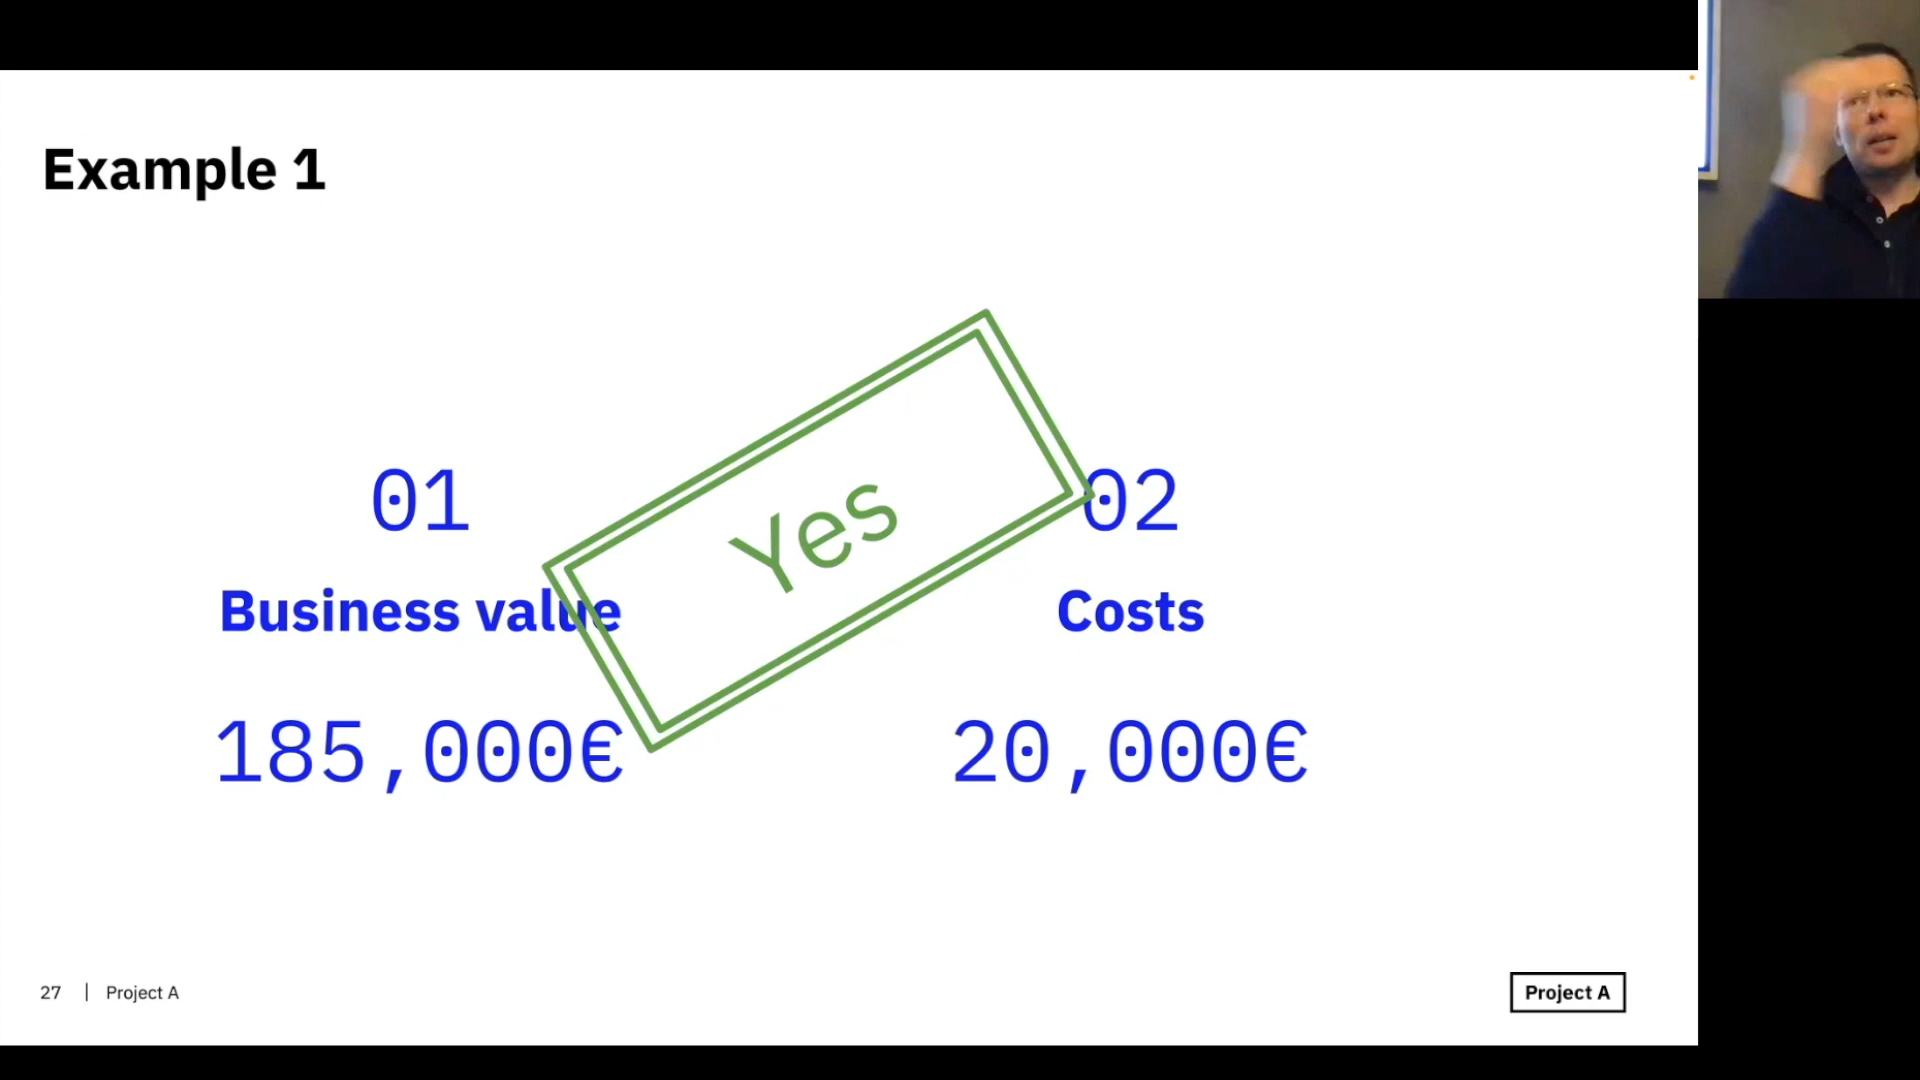 Example 1
Yes
01
Business value
185,000€
02
Costs
20,000€
27 | Project A
Project A